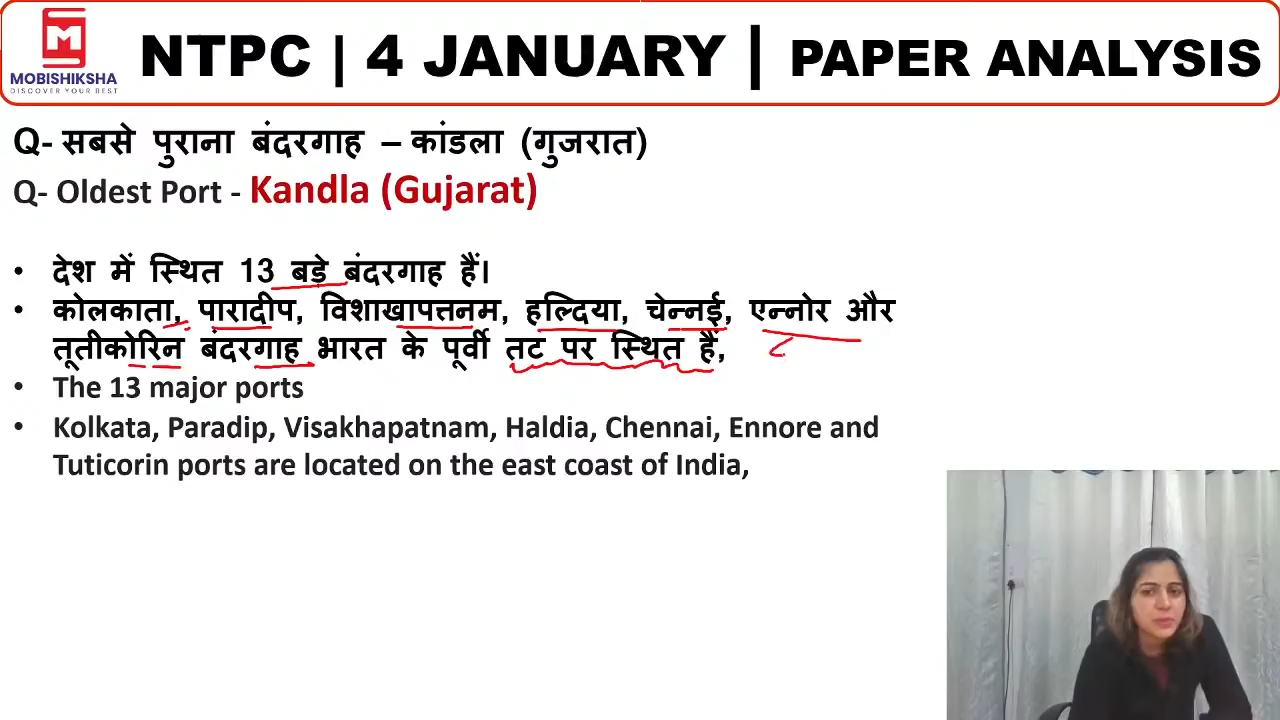 MOBISHIKSHA
DISCOVER YOUR BEST
NTPC | 4 JANUARY | PAPER ANALYSIS
Q- सबसे पुराना बंदरगाह – कांडला (गुजरात)
Q- Oldest Port - Kandla (Gujarat)
• देश में स्थित 13 बड़े बंदरगाह हैं।
• कोलकाता, पारादीप, विशाखापत्तनम, हल्दिया, चेन्नई, एन्नोर और
तूतीकोरिन बंदरगाह भारत के पूर्वी तट पर स्थित हैं,
• The 13 major ports
• Kolkata, Paradip, Visakhapatnam, Haldia, Chennai, Ennore and
Tuticorin ports are located on the east coast of India,